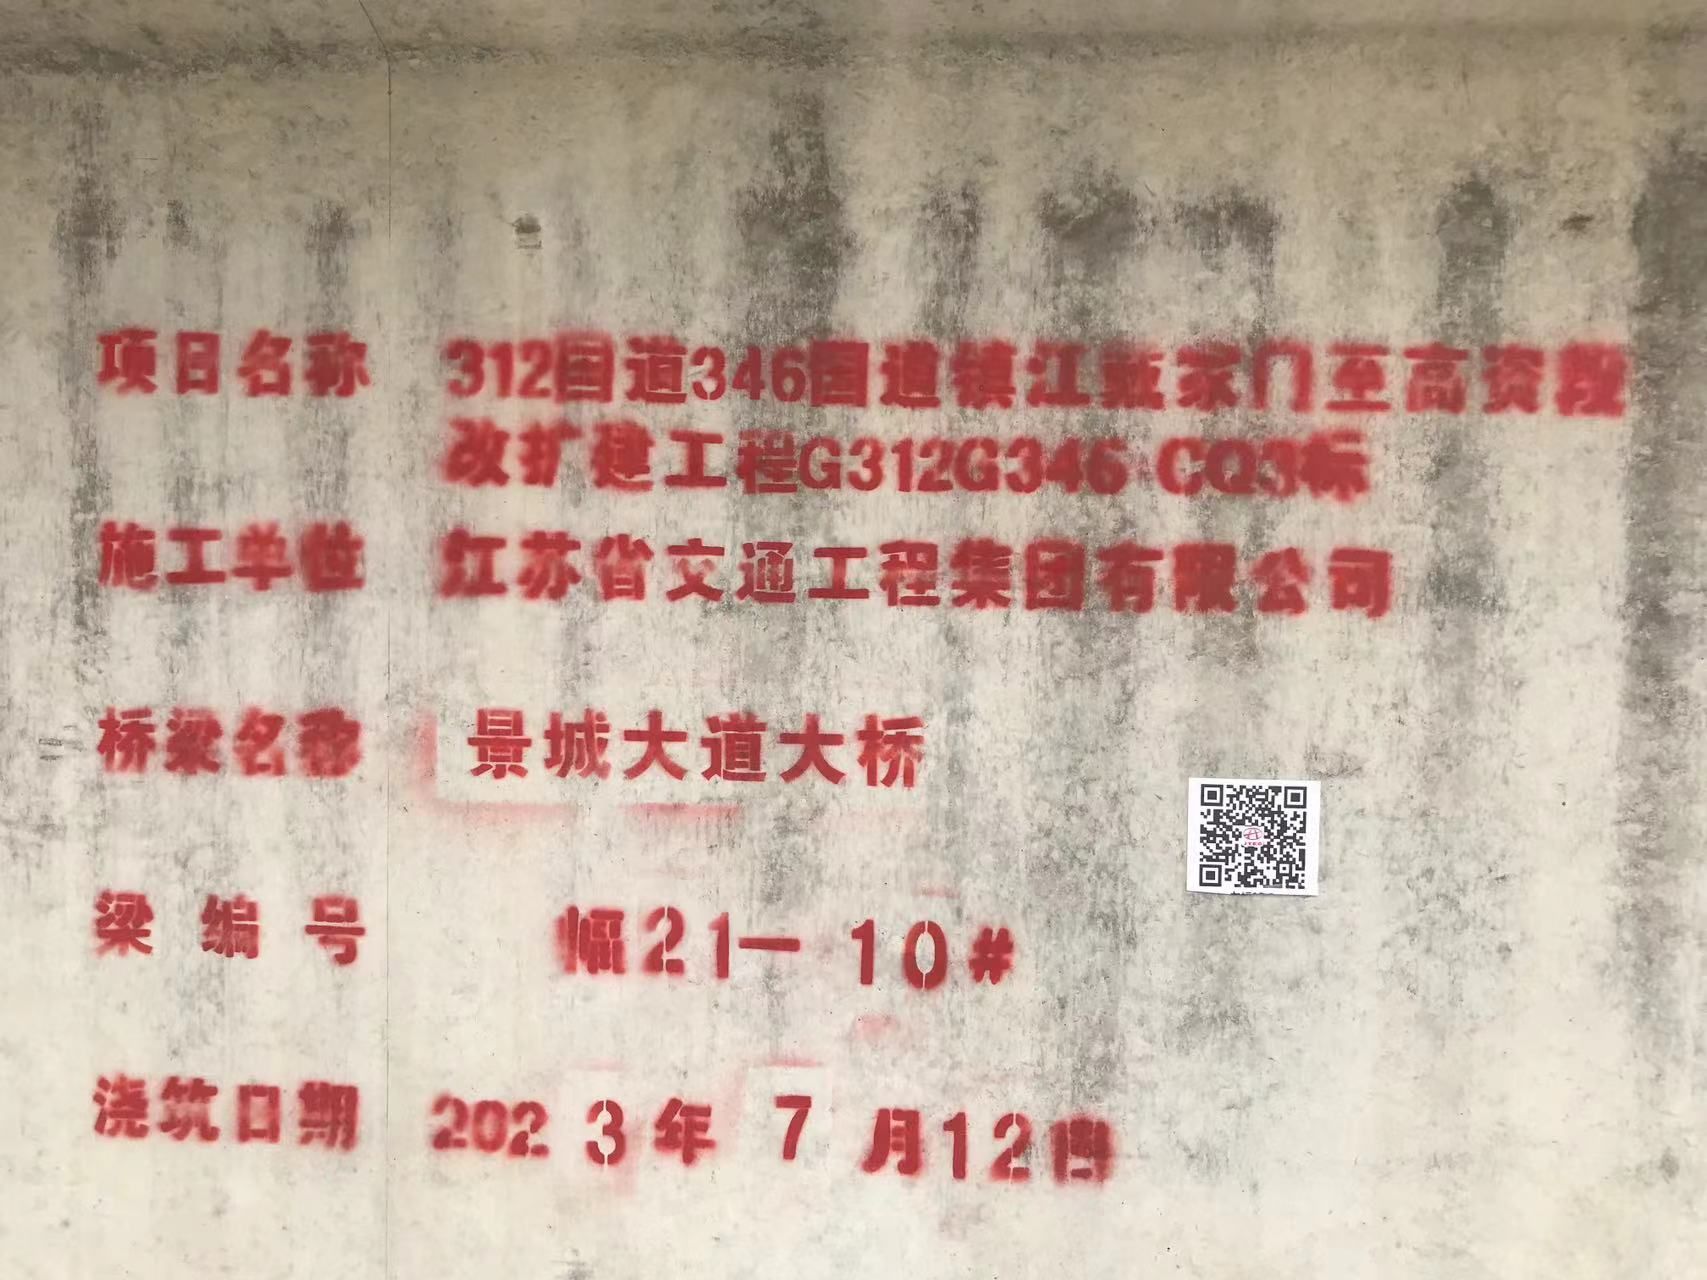 项目名称 312国道346国道镇江戴家门至高资段
改扩建工程G312G346 CQ3标
施工单位 江苏省交通工程集团有限公司
桥梁名称 景城大道大桥
梁编号 幅21-10#
浇筑日期 2023年7月12日